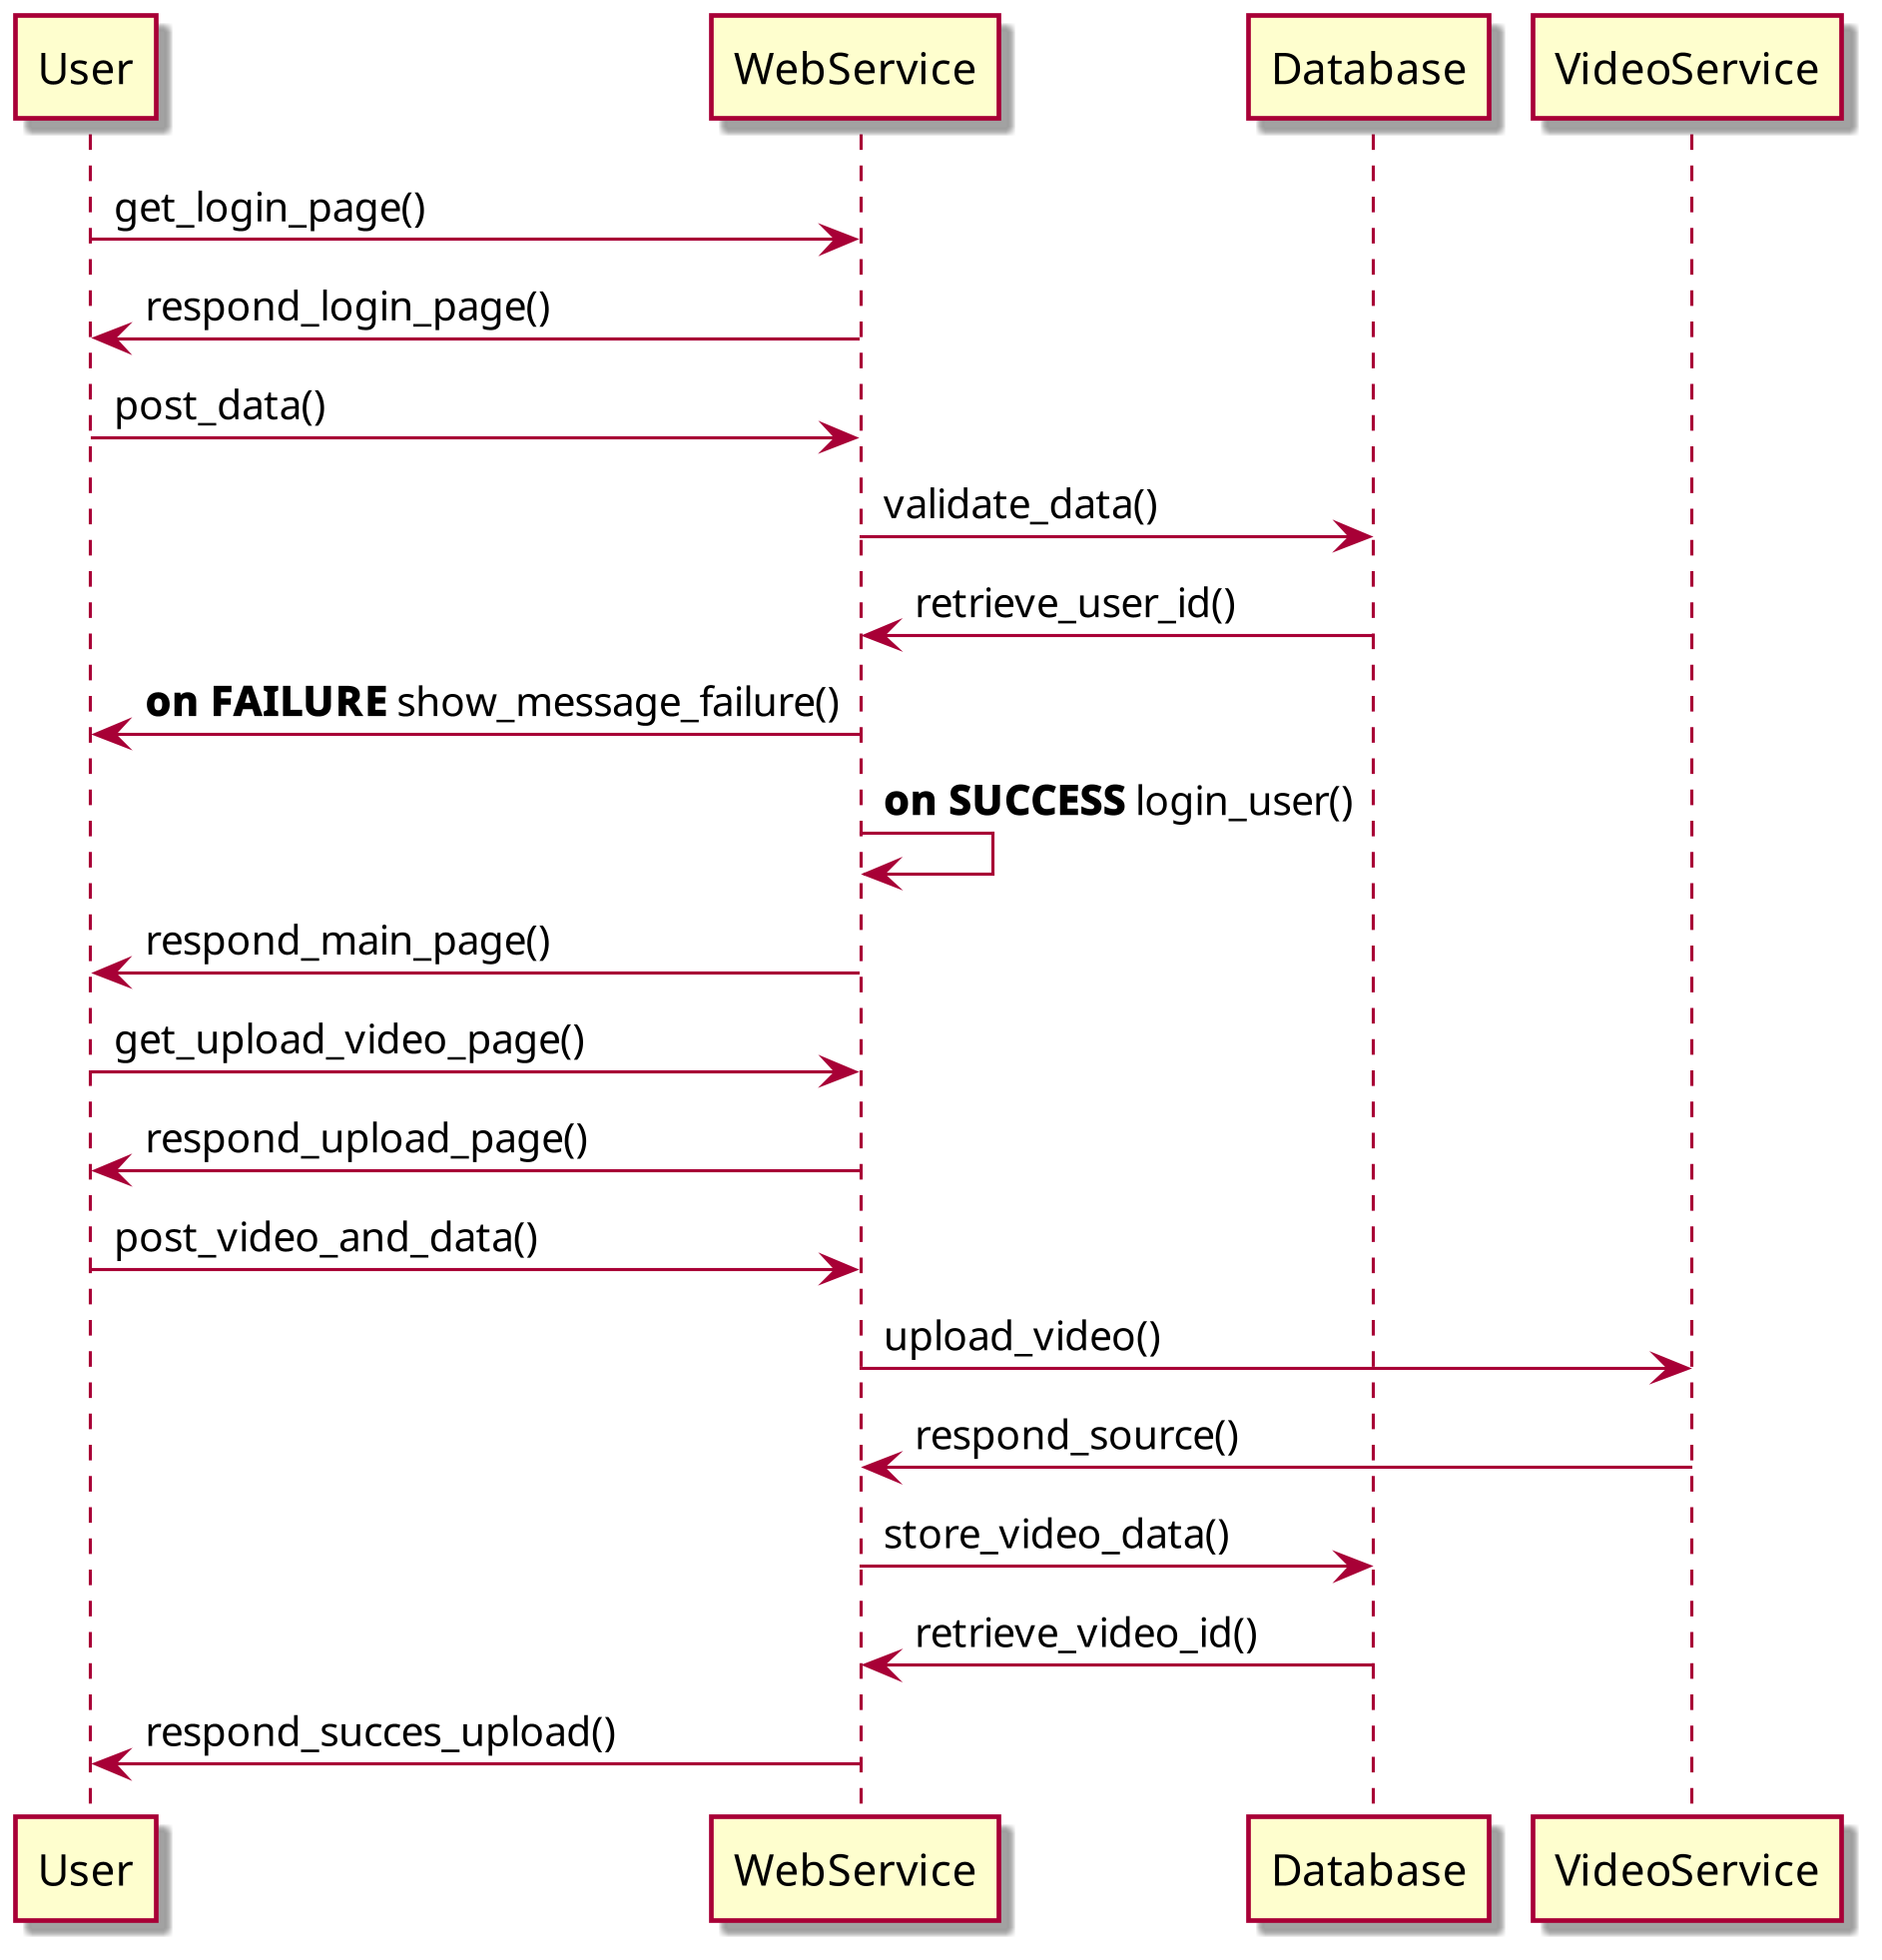 User WebService Database VideoService
get_login_page()
respond_login_page()
post_data()
validate_data()
retrieve_user_id()
on FAILURE show_message_failure()
on SUCCESS login_user()
respond_main_page()
get_upload_video_page()
respond_upload_page()
post_video_and_data()
upload_video()
respond_source()
store_video_data()
retrieve_video_id()
respond_succes_upload()
User WebService Database VideoService